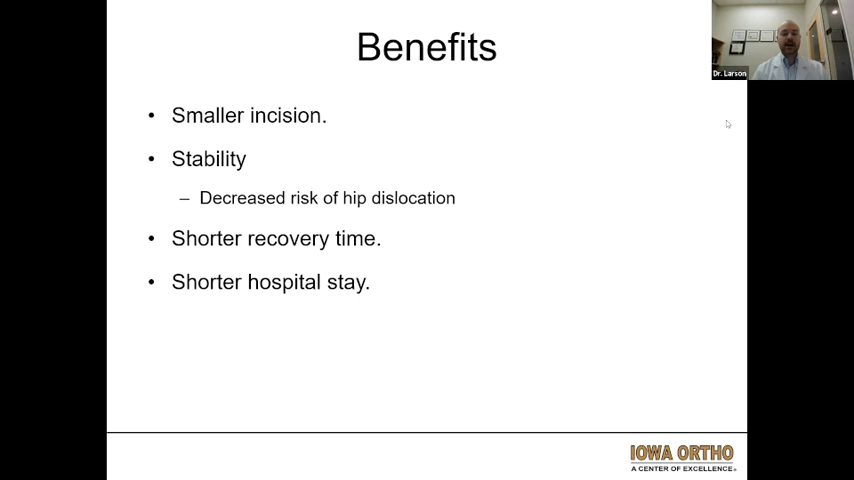 Benefits
Dr. Larson
• Smaller incision.
• Stability
– Decreased risk of hip dislocation
• Shorter recovery time.
• Shorter hospital stay.
IOWA ORTHO
A CENTER OF EXCELLENCE